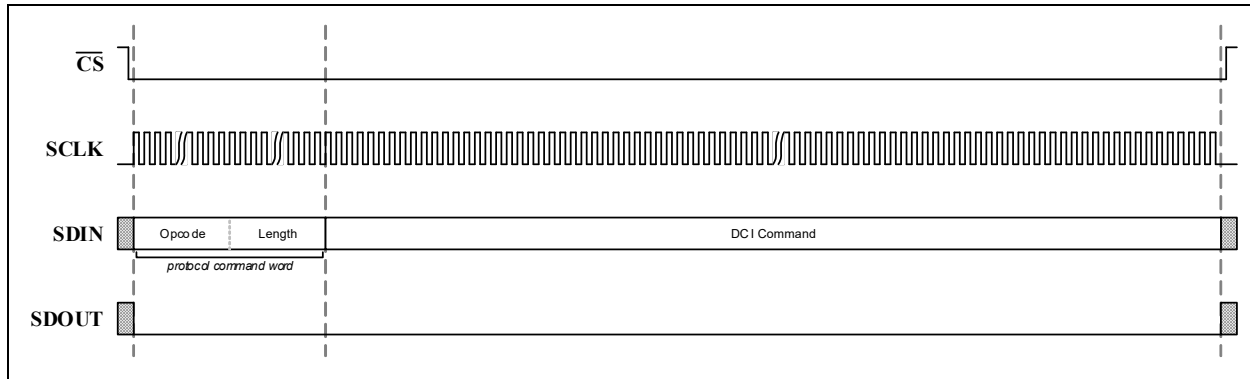 CS
SCLK
SDIN
Opcode Length DCI Command
protocol command word
SDOUT